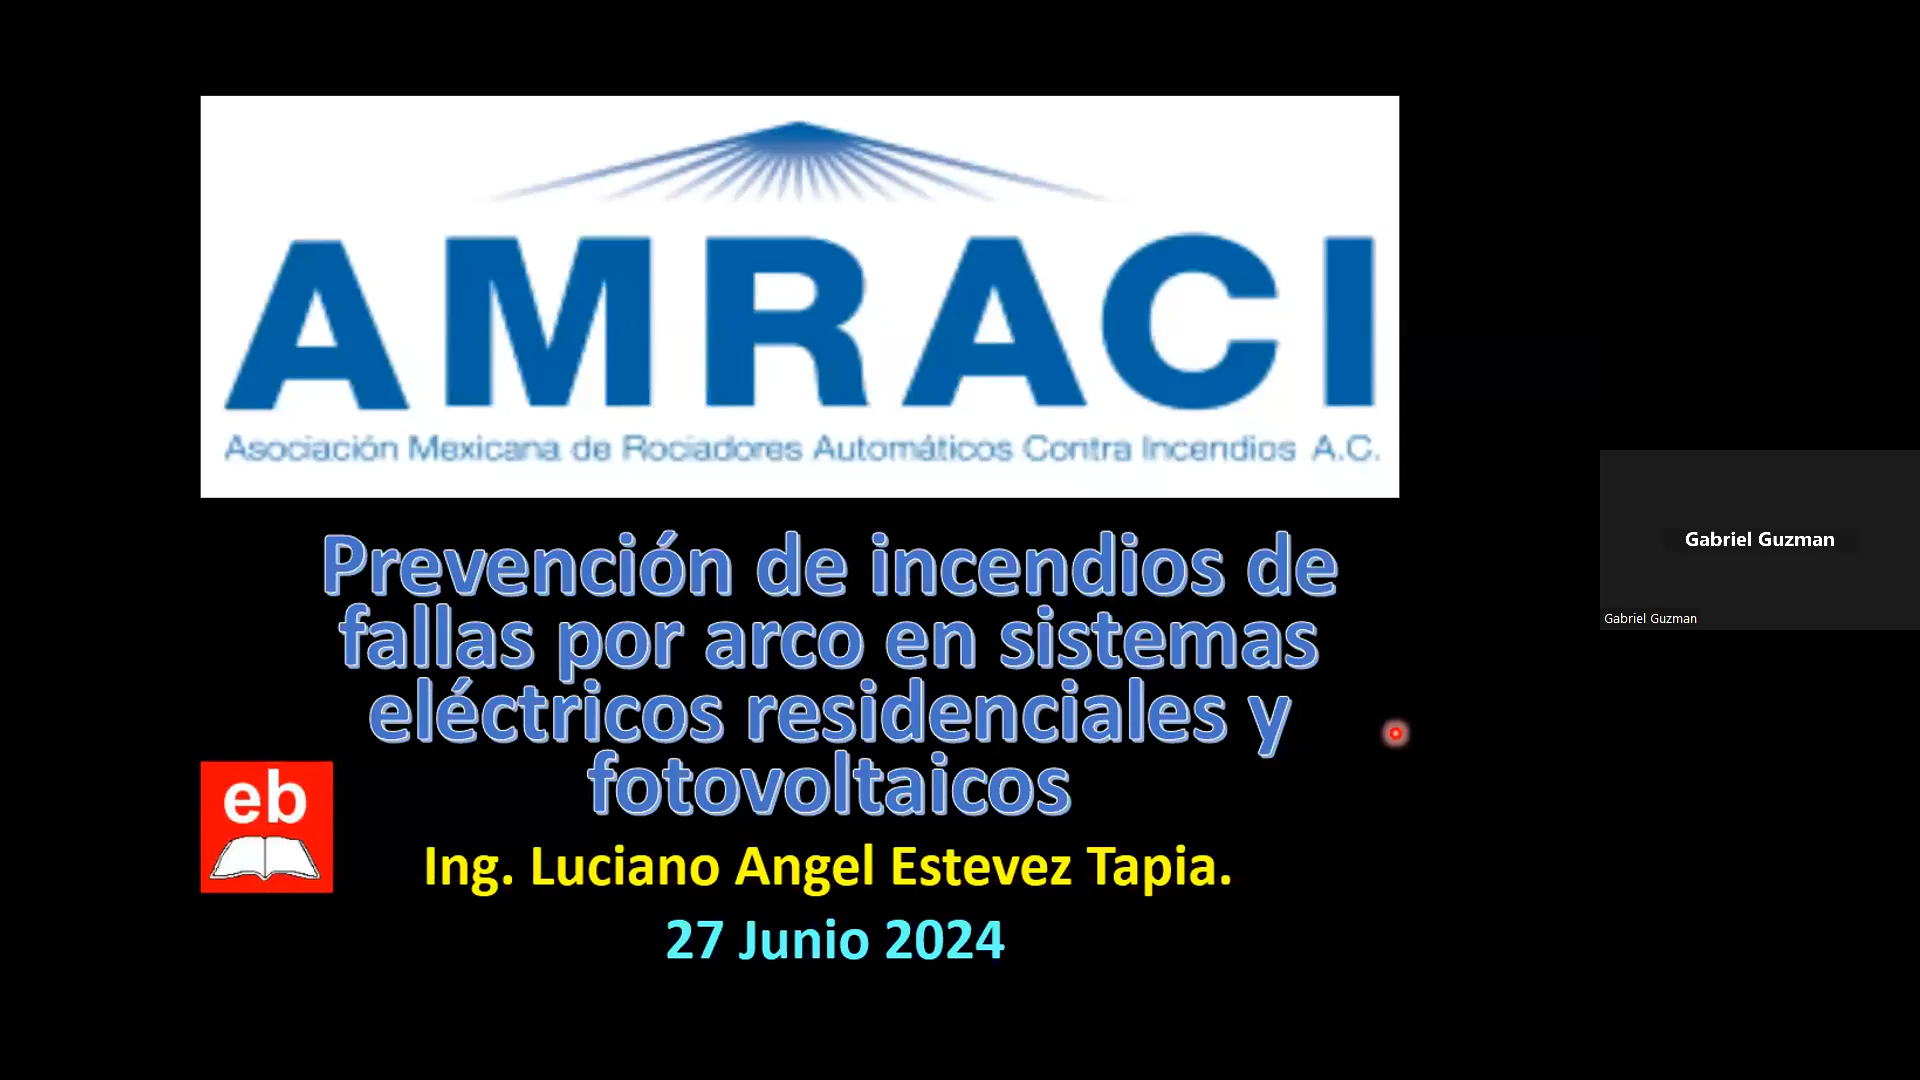 AMRACI
Asociación Mexicana de Rociadores Automáticos Contra Incendios A.C.
Prevención de incendios de
fallas por arco en sistemas
eléctricos residenciales y
fotovoltaicos
eb
Ing. Luciano Angel Estevez Tapia.
27 Junio 2024
Gabriel Guzman
Gabriel Guzman